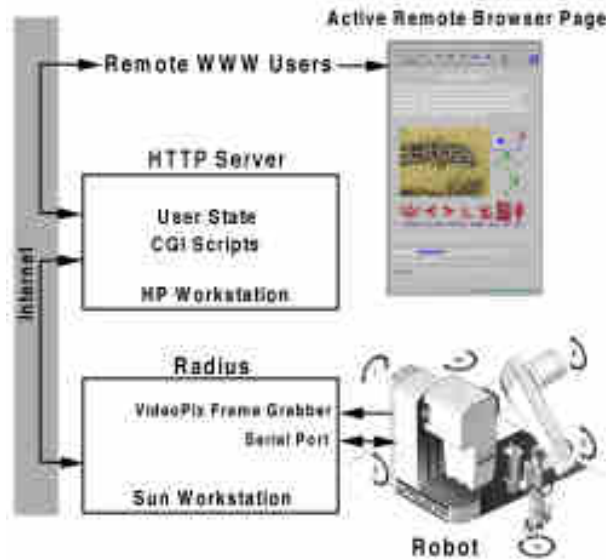 Active Remote Browser Page
Remote WWW Users
HTTP Server
User State
CGI Scripts
HP Workstation
Internet
Radius
VideoPix Frame Grabber
Serial Port
Sun Workstation
Robot